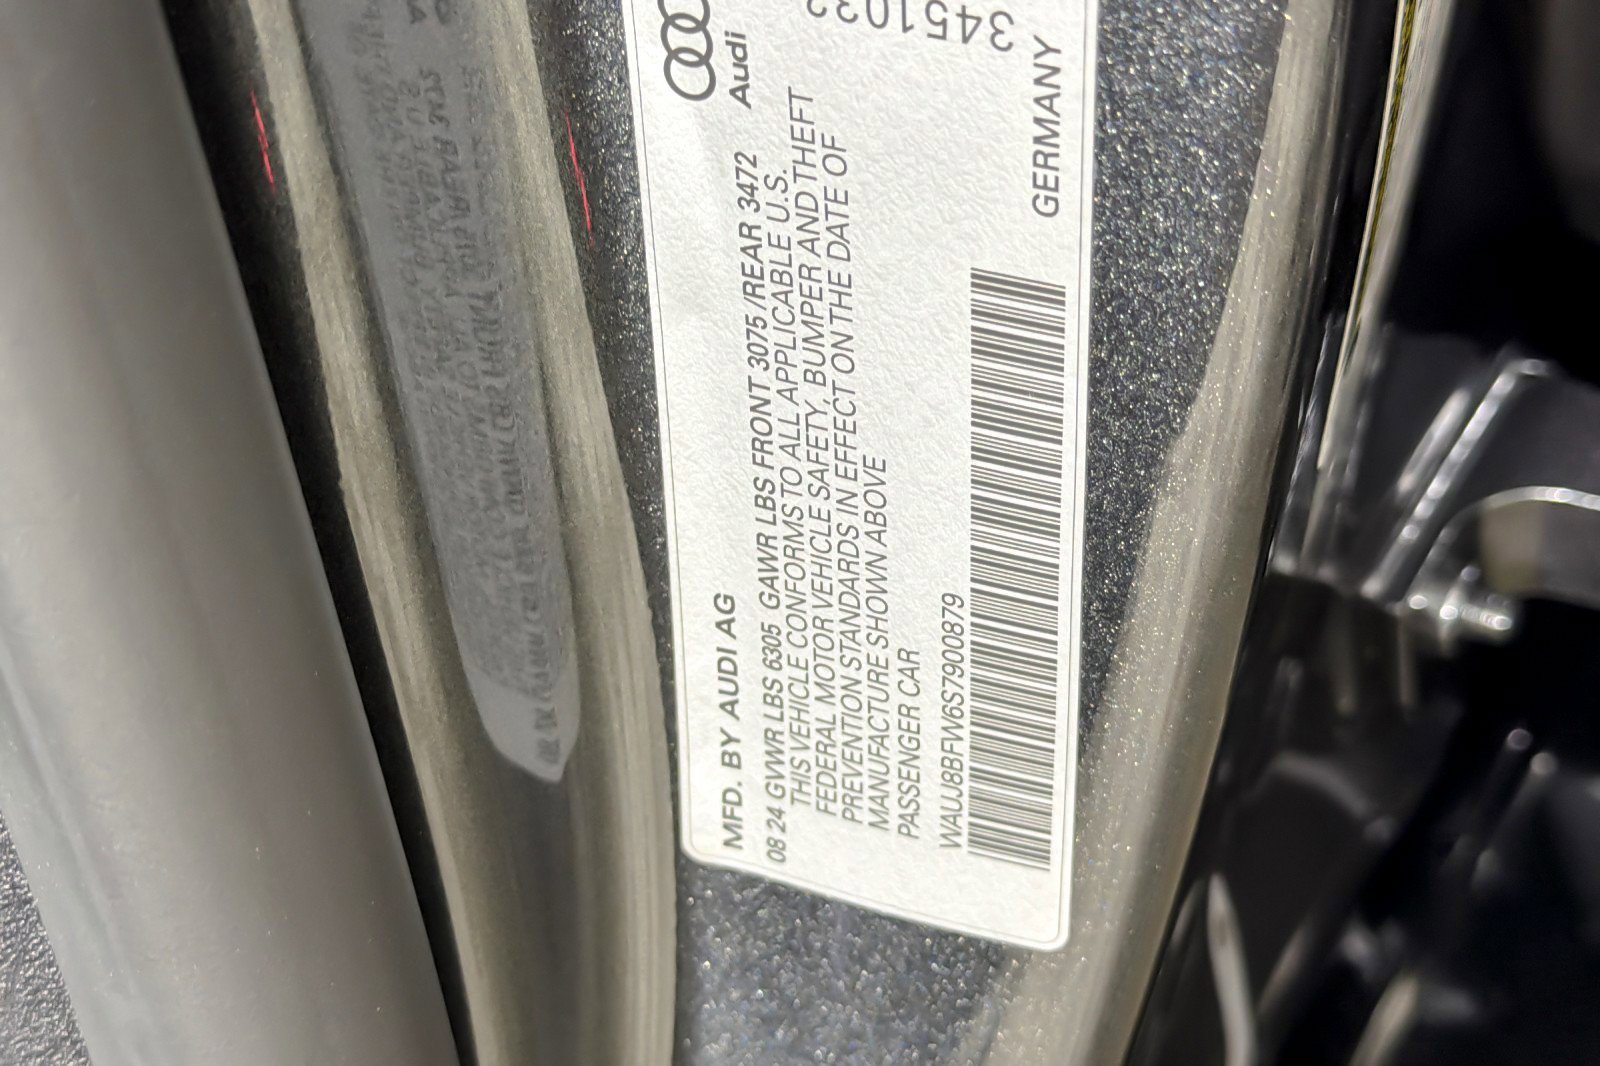 Audi
MFD. BY AUDI AG
08 24 GVWR LBS 6305 GAWR LBS FRONT 3075 /REAR 3472
THIS VEHICLE CONFORMS TO ALL APPLICABLE U.S.
FEDERAL MOTOR VEHICLE SAFETY, BUMPER AND THEFT
PREVENTION STANDARDS IN EFFECT ON THE DATE OF
MANUFACTURE SHOWN ABOVE
PASSENGER CAR
WAUJ8BFW6S7900879
GERMANY